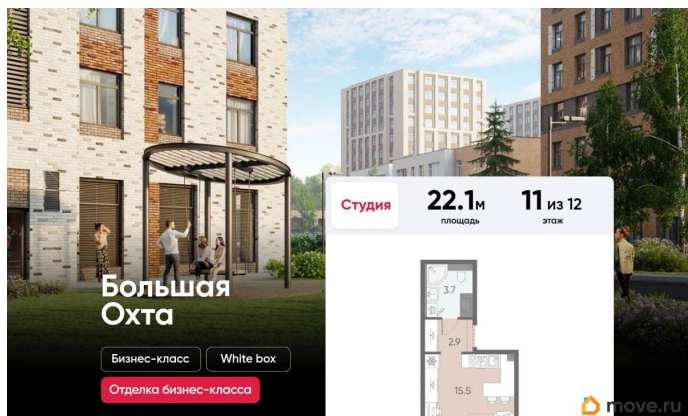 Студия
22.1м
площадь
11 из 12
этаж
3.7
2.9
15.5
Большая
Охта
Бизнес-класс
White box
Отделка бизнес-класса
move.ru